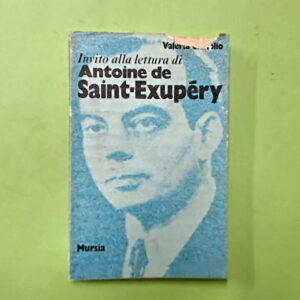 Valeria
Invito alla lettura di
Antoine de
Saint-Exupéry
Mursia